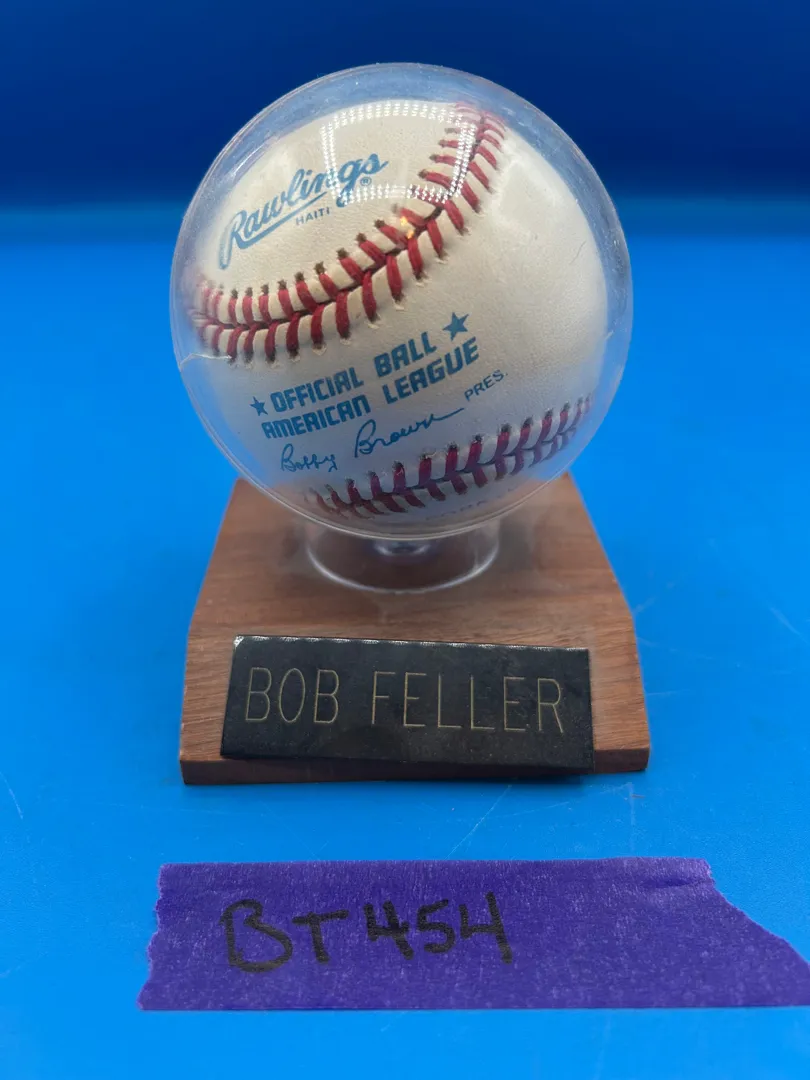 Rawlings®
HAITI
★ OFFICIAL BALL ★
AMERICAN LEAGUE
Bobby Brown PRES.
BOB FELLER
BT454